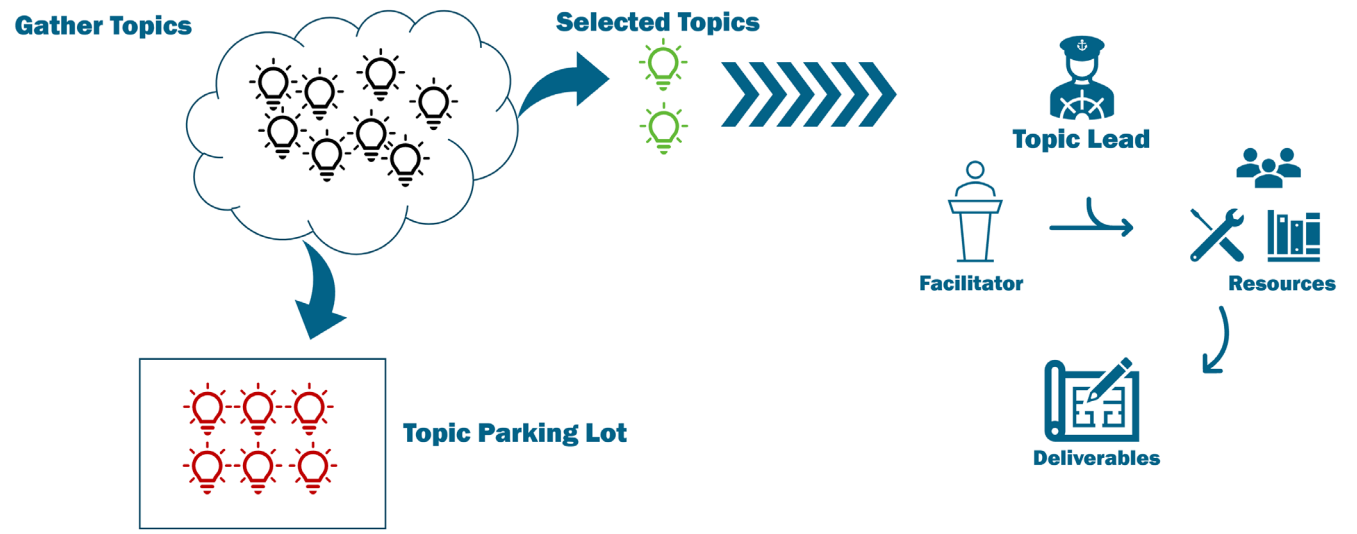 Gather Topics
Selected Topics
Topic Lead
Facilitator
Resources
Topic Parking Lot
Deliverables